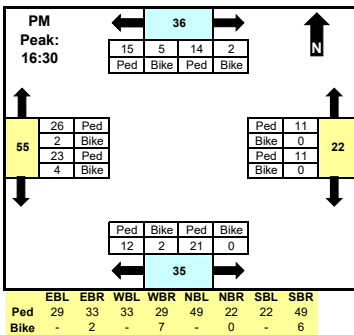 PM
Peak:
16:30
36
N
15 5 14 2
Ped Bike Ped Bike
55
26 Ped
2 Bike
23 Ped
4 Bike
Ped 11
Bike 0
Ped 11
Bike 0
22
Ped Bike Ped Bike
12 2 21 0
35
EBL EBR WBL WBR NBL NBR SBL SBR
Ped 29 33 33 29 49 22 22 49
Bike - 2 - 7 - 0 - 6